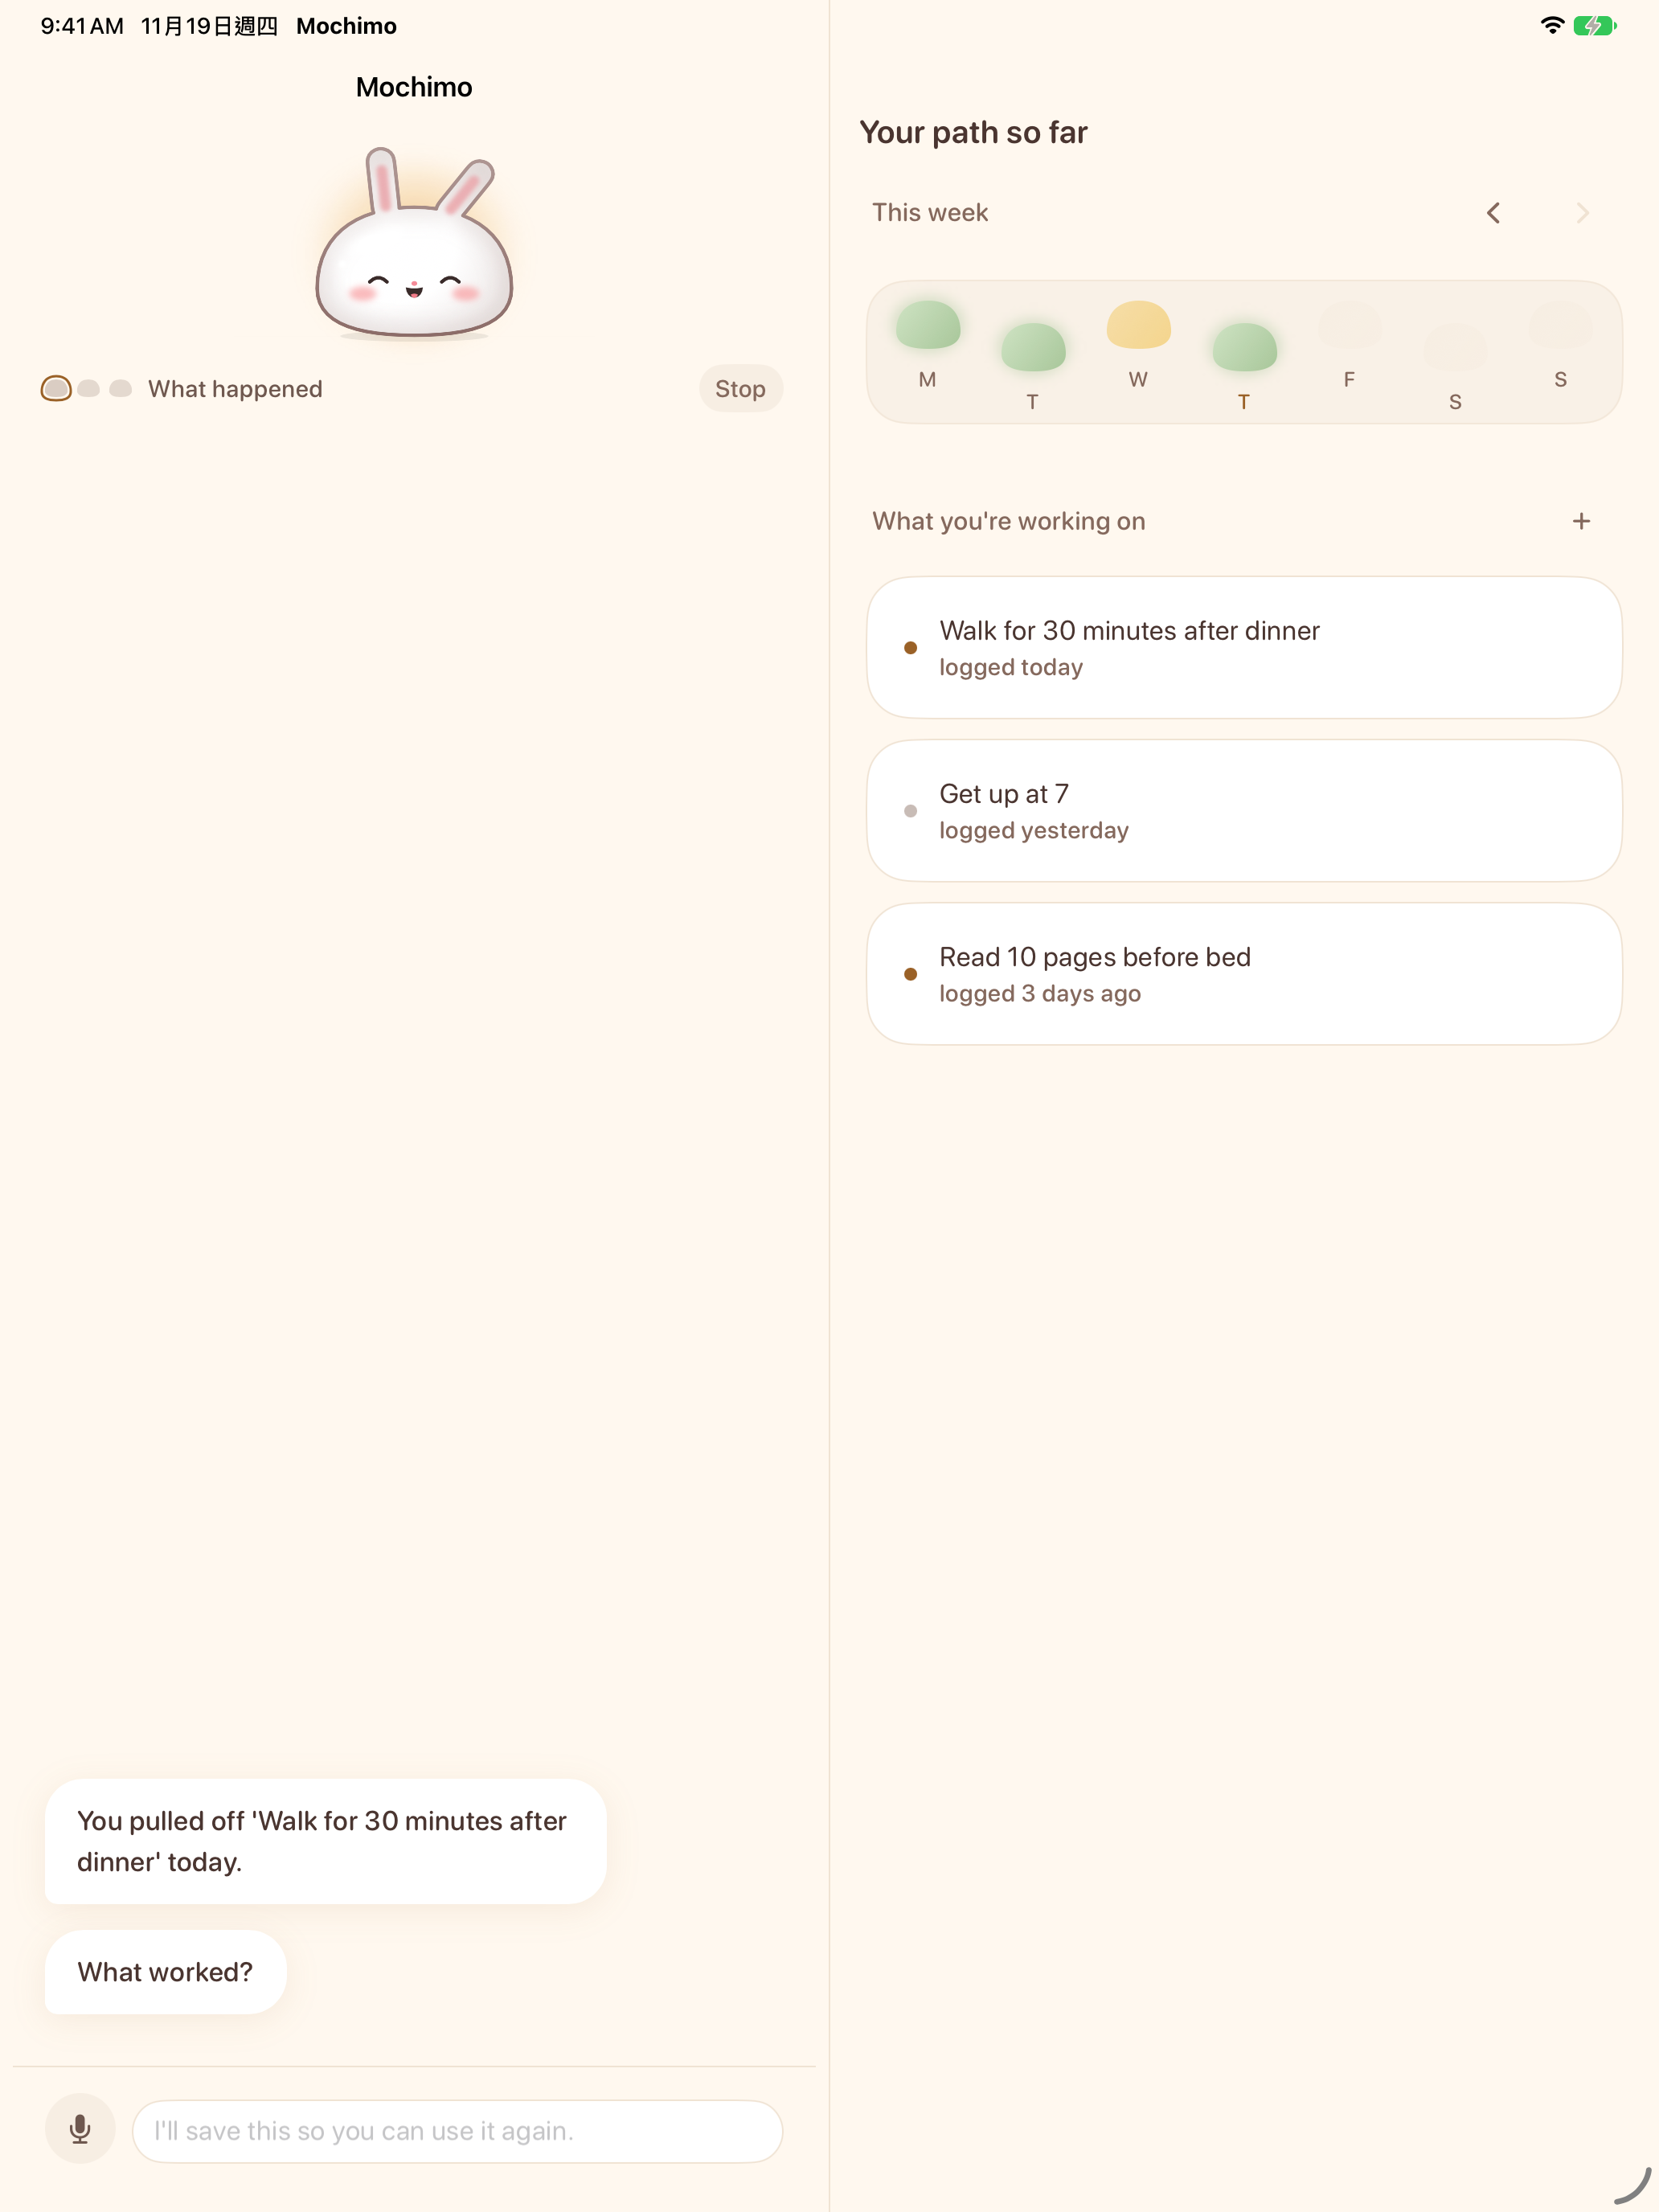 9:41 AM 11月19日週四 Mochimo
Mochimo
What happened
Stop
You pulled off 'Walk for 30 minutes after
dinner' today.
What worked?
I'll save this so you can use it again.
Your path so far
This week
M
T
W
T
F
S
S
What you're working on
+
Walk for 30 minutes after dinner
logged today
Get up at 7
logged yesterday
Read 10 pages before bed
logged 3 days ago